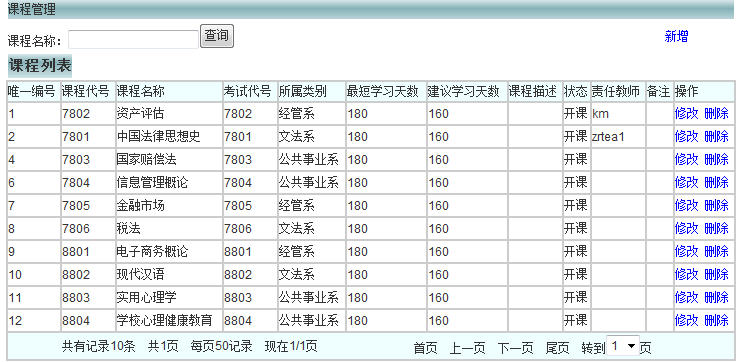 课程管理
课程名称: 查询 新增
课程列表
唯一编号 课程代号 课程名称 考试代号 所属类别 最短学习天数 建议学习天数 课程描述 状态 责任教师 备注 操作
1 7802 资产评估 7802 经管系 180 160 开课 km 修改 删除
2 7801 中国法律思想史 7801 文法系 180 160 开课 zrtea1 修改 删除
4 7803 国家赔偿法 7803 公共事业系 180 160 开课 修改 删除
6 7804 信息管理概论 7804 公共事业系 180 160 开课 修改 删除
7 7805 金融市场 7805 经管系 180 160 开课 修改 删除
8 7806 税法 7806 文法系 180 160 开课 修改 删除
9 8801 电子商务概论 8801 经管系 180 160 开课 修改 删除
10 8802 现代汉语 8802 文法系 180 160 开课 修改 删除
11 8803 实用心理学 8803 公共事业系 180 160 开课 修改 删除
12 8804 学校心理健康教育 8804 公共事业系 180 160 开课 修改 删除
共有记录10条 共1页 每页50记录 现在1/1页 首页 上一页 下一页 尾页 转到 1 页